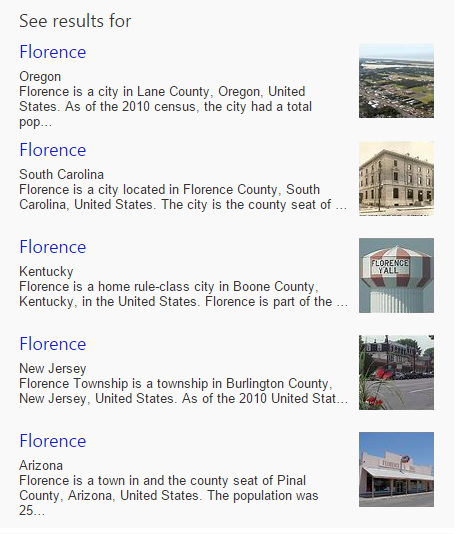 See results for
Florence
Oregon
Florence is a city in Lane County, Oregon, United
States. As of the 2010 census, the city had a total
pop...
Florence
South Carolina
Florence is a city located in Florence County, South
Carolina, United States. The city is the county seat of ...
Florence
Kentucky
Florence is a home rule-class city in Boone County,
Kentucky, in the United States. Florence is part of the ...
FLORENCE
Y'ALL
Florence
New Jersey
Florence Township is a township in Burlington County,
New Jersey, United States. As of the 2010 United Stat...
Florence
Arizona
Florence is a town in and the county seat of Pinal
County, Arizona, United States. The population was
25...